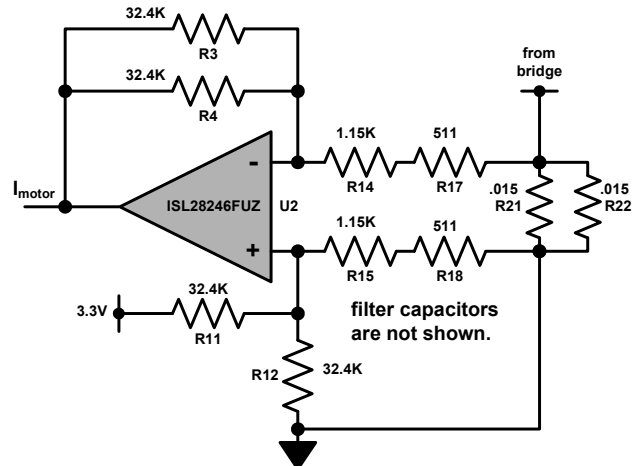 32.4K
R3
32.4K
R4
from
bridge
1.15K
511
R14
R17
.015
R21
.015
R22
I motor
ISL28246FUZ
U2
-
+
1.15K
511
R15
R18
32.4K
3.3V
R11
filter capacitors
are not shown.
R12
32.4K